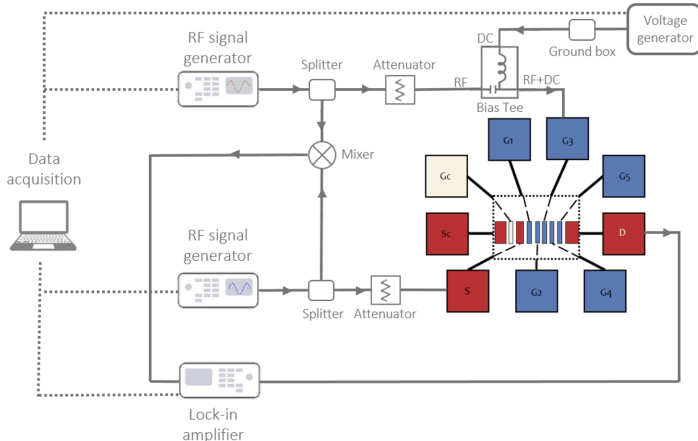 Voltage
generator
RF signal
generator
Splitter
Attenuator
DC
Ground box
RF
RF+DC
Bias Tee
Mixer
G1
G3
Gc
G5
Data
acquisition
Sc
D
RF signal
generator
Splitter
Attenuator
S
G2
G4
Lock-in
amplifier